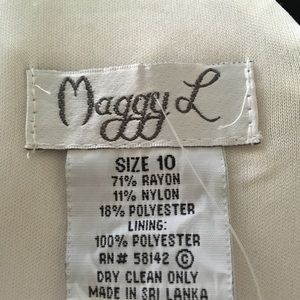 Maggy L
SIZE 10
71% RAYON
11% NYLON
18% POLYESTER
LINING:
100% POLYESTER
RN# 58142 ©
DRY CLEAN ONLY
MADE IN SRI LANKA